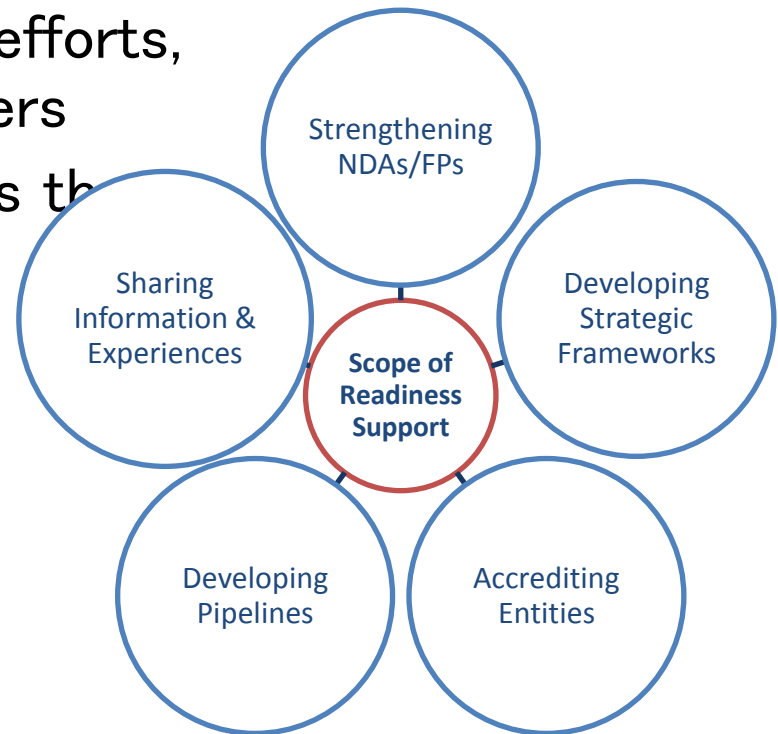 efforts,
ers
s th
Strengthening
NDAs/FPs
Sharing
Information &
Experiences
Developing
Strategic
Frameworks
Scope of
Readiness
Support
Developing
Pipelines
Accrediting
Entities